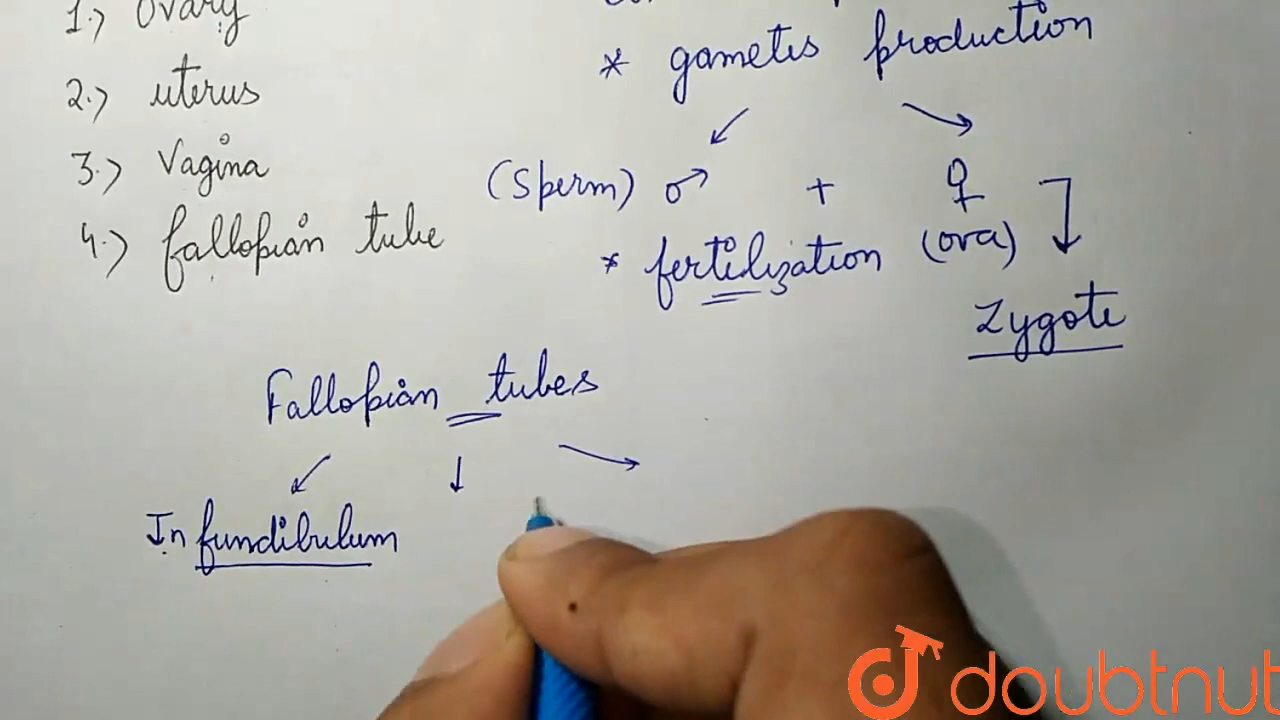 1.) Ovary
2.) uterus
3.) Vagina
4.) fallopian tube
* gametes production
(Sperm) ♂ + ♀
* fertilization (ova)
Zygote
Fallopian tubes
Infundibulum
doubtnut